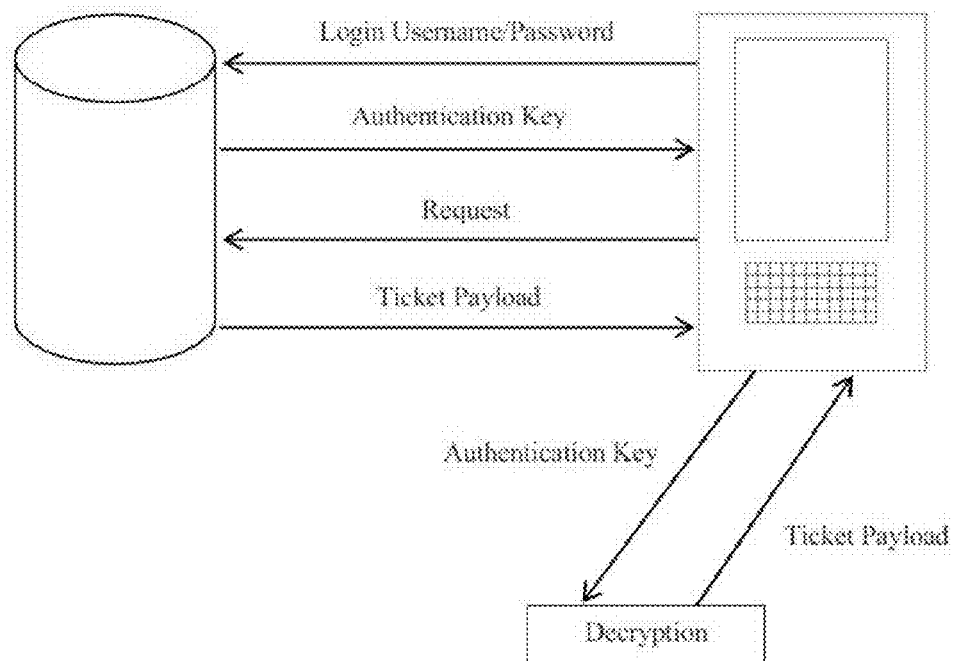 Login Username/Password
Authentication Key
Request
Ticket Payload
Authentication Key
Ticket Payload
Decryption